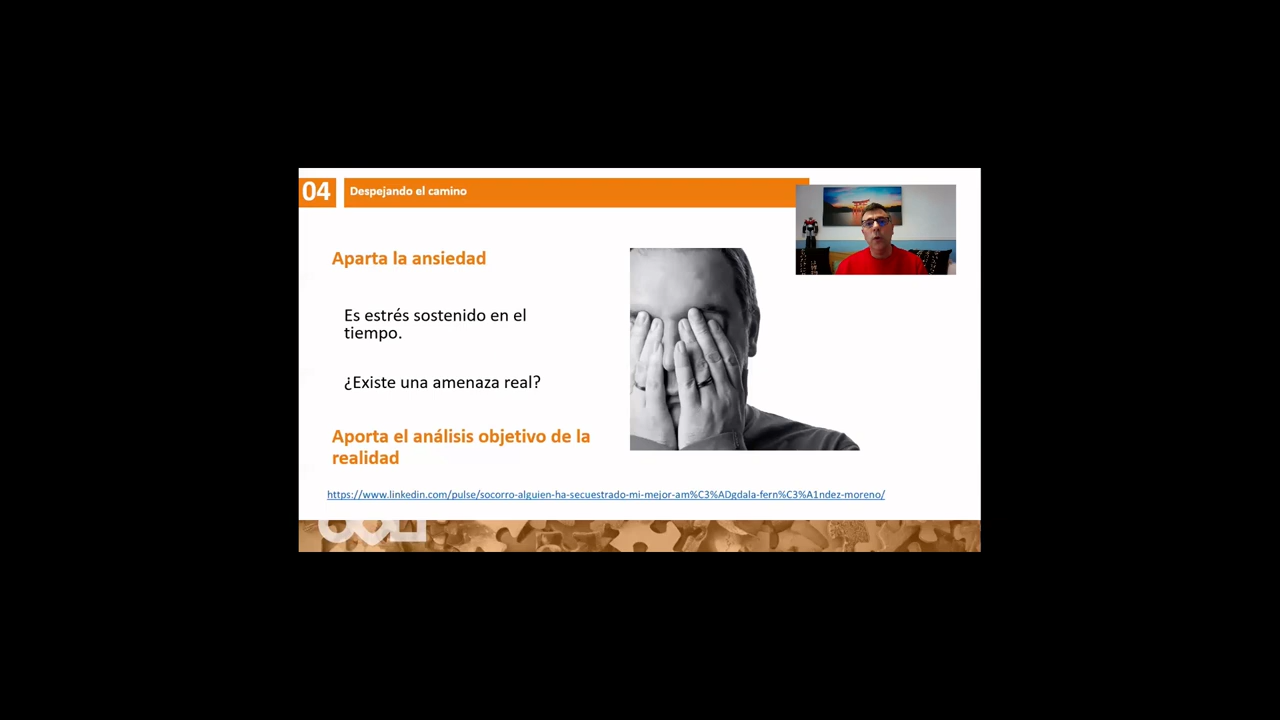 04
Despejando el camino
Aparta la ansiedad
Es estrés sostenido en el
tiempo.
¿Existe una amenaza real?
Aporta el análisis objetivo de la
realidad
https://www.linkedin.com/pulse/socorro-alguien-ha-secuestrado-mi-mejor-am%C3%ADgdala-fern%C3%A1ndez-moreno/